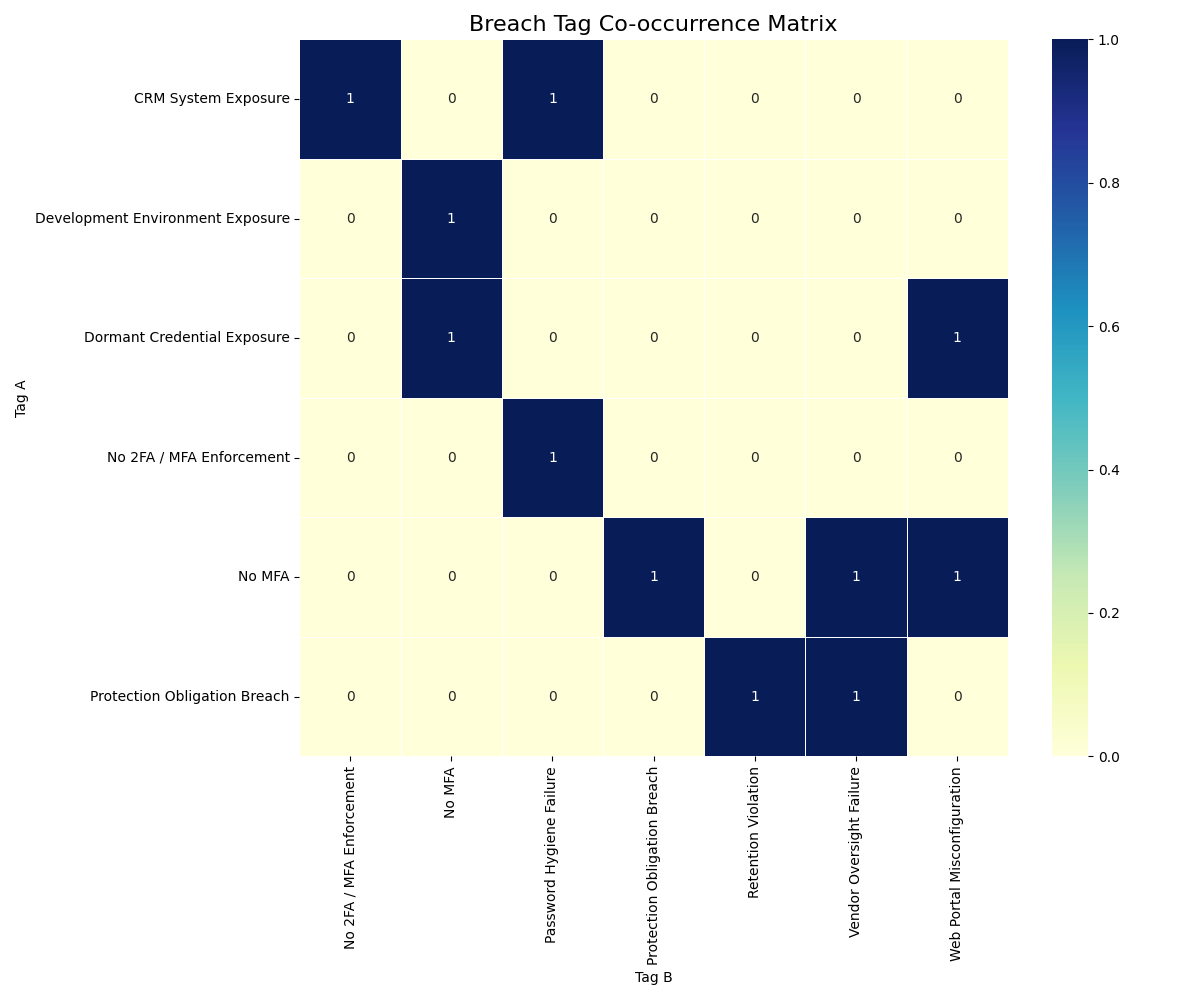 Breach Tag Co-occurrence Matrix
Tag A
CRM System Exposure 1 0 1 0 0 0 0
Development Environment Exposure 0 1 0 0 0 0 0
Dormant Credential Exposure 0 1 0 0 0 0 1
No 2FA / MFA Enforcement 0 0 1 0 0 0 0
No MFA 0 0 0 1 0 1 1
Protection Obligation Breach 0 0 0 0 1 1 0
No 2FA / MFA Enforcement
No MFA
Password Hygiene Failure
Protection Obligation Breach
Retention Violation
Vendor Oversight Failure
Web Portal Misconfiguration
Tag B
1.0
0.8
0.6
0.4
0.2
0.0